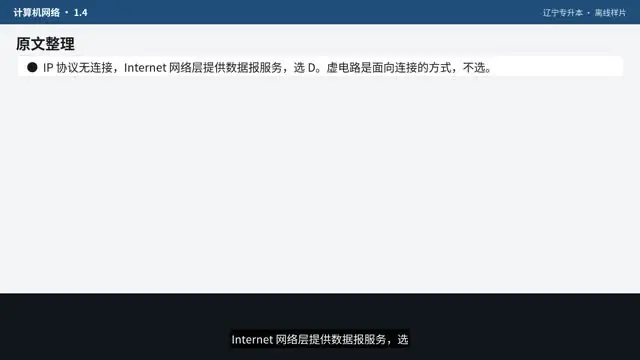 计算机网络 · 1.4
辽宁专升本 · 离线样片
原文整理
● IP 协议无连接，Internet 网络层提供数据报服务，选 D。虚电路是面向连接的方式，不选。
Internet 网络层提供数据报服务，选